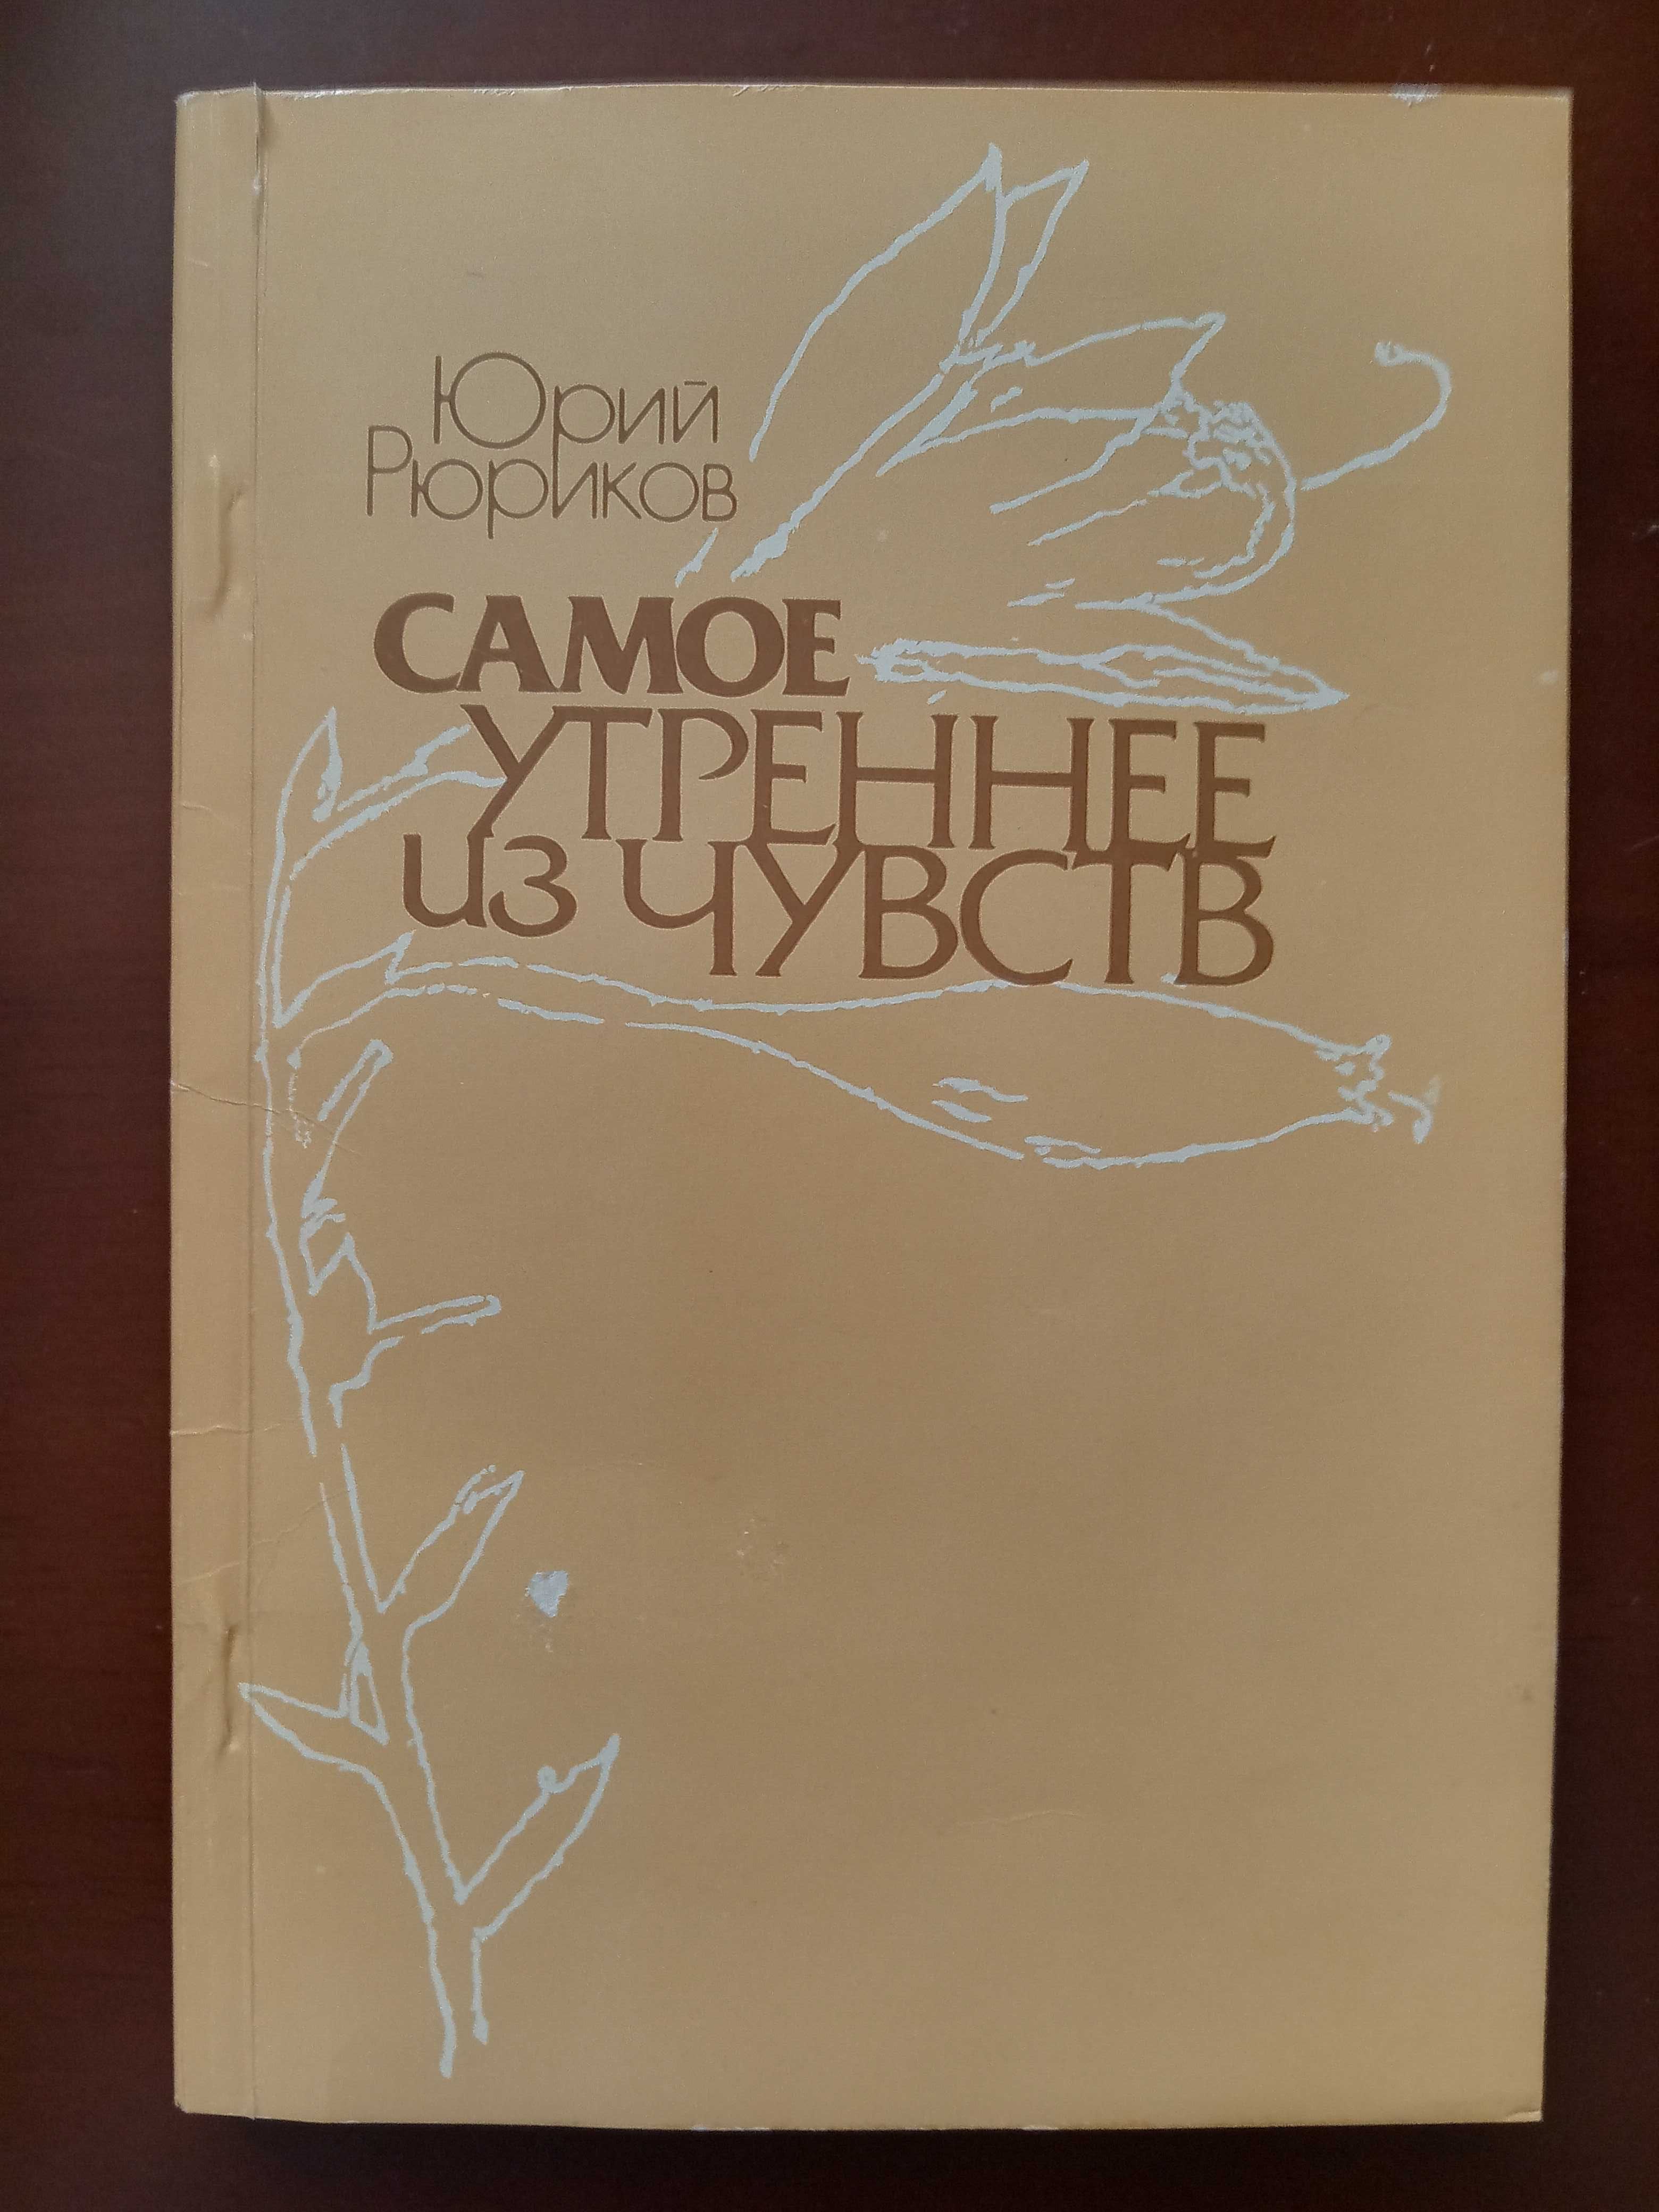 Юрий
Рюриков
САМОЕ
УТРЕННЕЕ
ИЗ ЧУВСТВ